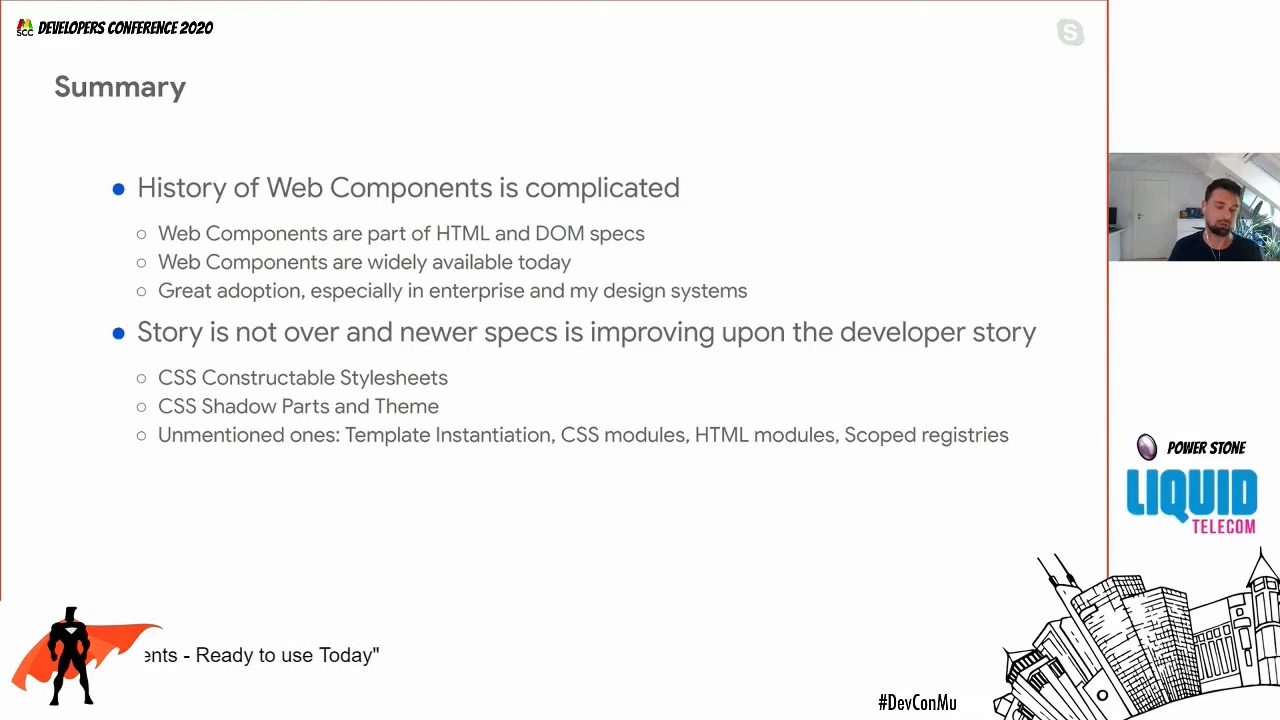 MSCC DEVELOPERS CONFERENCE 2020
S
Summary
History of Web Components is complicated
Web Components are part of HTML and DOM specs
Web Components are widely available today
Great adoption, especially in enterprise and my design systems
Story is not over and newer specs is improving upon the developer story
CSS Constructable Stylesheets
CSS Shadow Parts and Theme
Unmentioned ones: Template Instantiation, CSS modules, HTML modules, Scoped registries
POWER STONE
LIQUID
TELECOM
ents - Ready to use Today"
#DevConMu